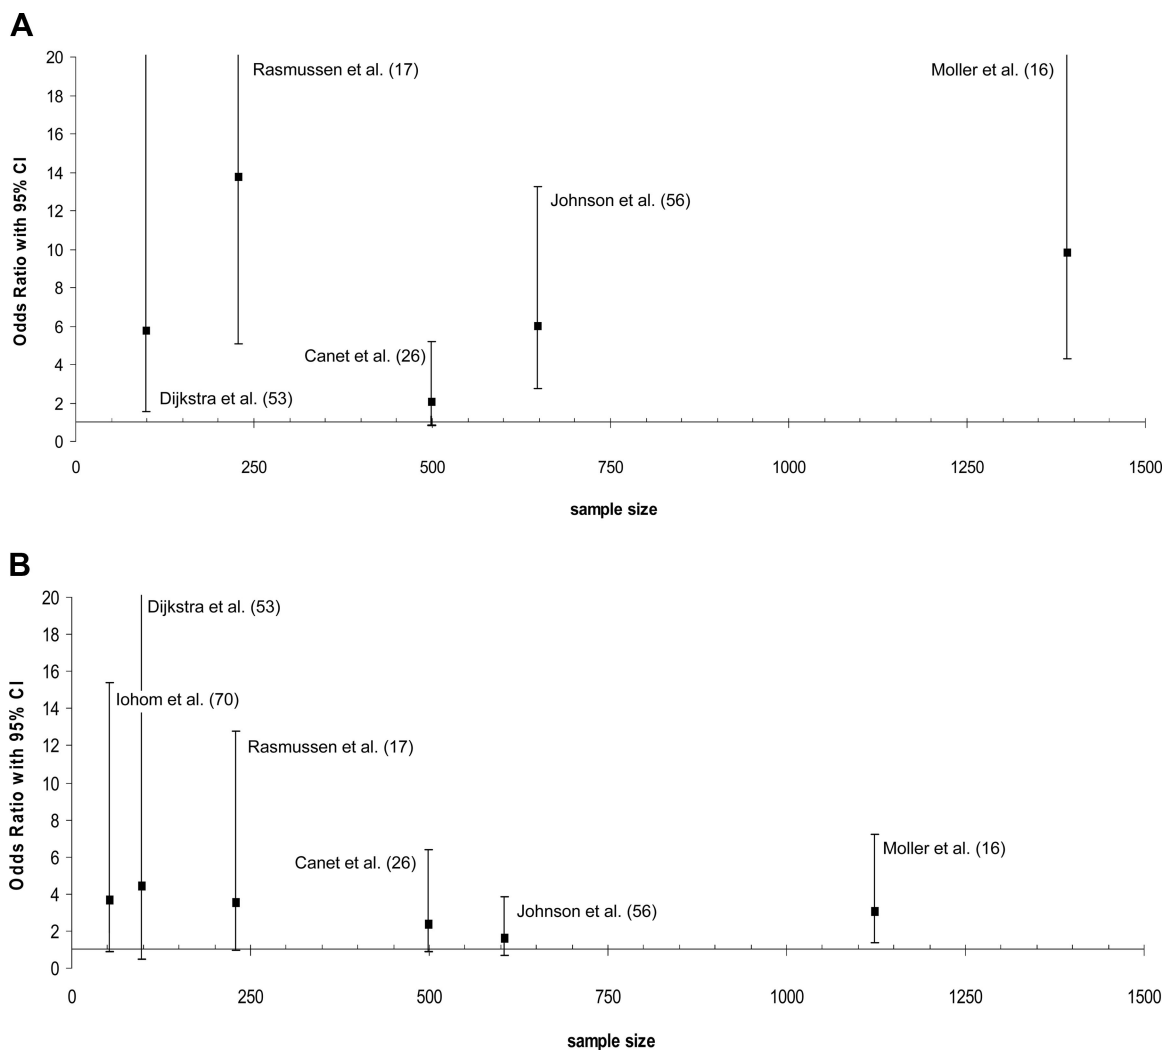 A
20
Rasmussen et al. (17)
Moller et al. (16)
18
16
14
Johnson et al. (56)
12
10
8
6
Canet et al. (26)
4
Dijkstra et al. (53)
2
0
Odds Ratio with 95% CI
0 250 500 750 1000 1250 1500
sample size
B
20
Dijkstra et al. (53)
18
16
Iohom et al. (70)
14
Rasmussen et al. (17)
12
10
8
Moller et al. (16)
6
Canet et al. (26)
4
Johnson et al. (56)
2
0
Odds Ratio with 95% CI
0 250 500 750 1000 1250 1500
sample size